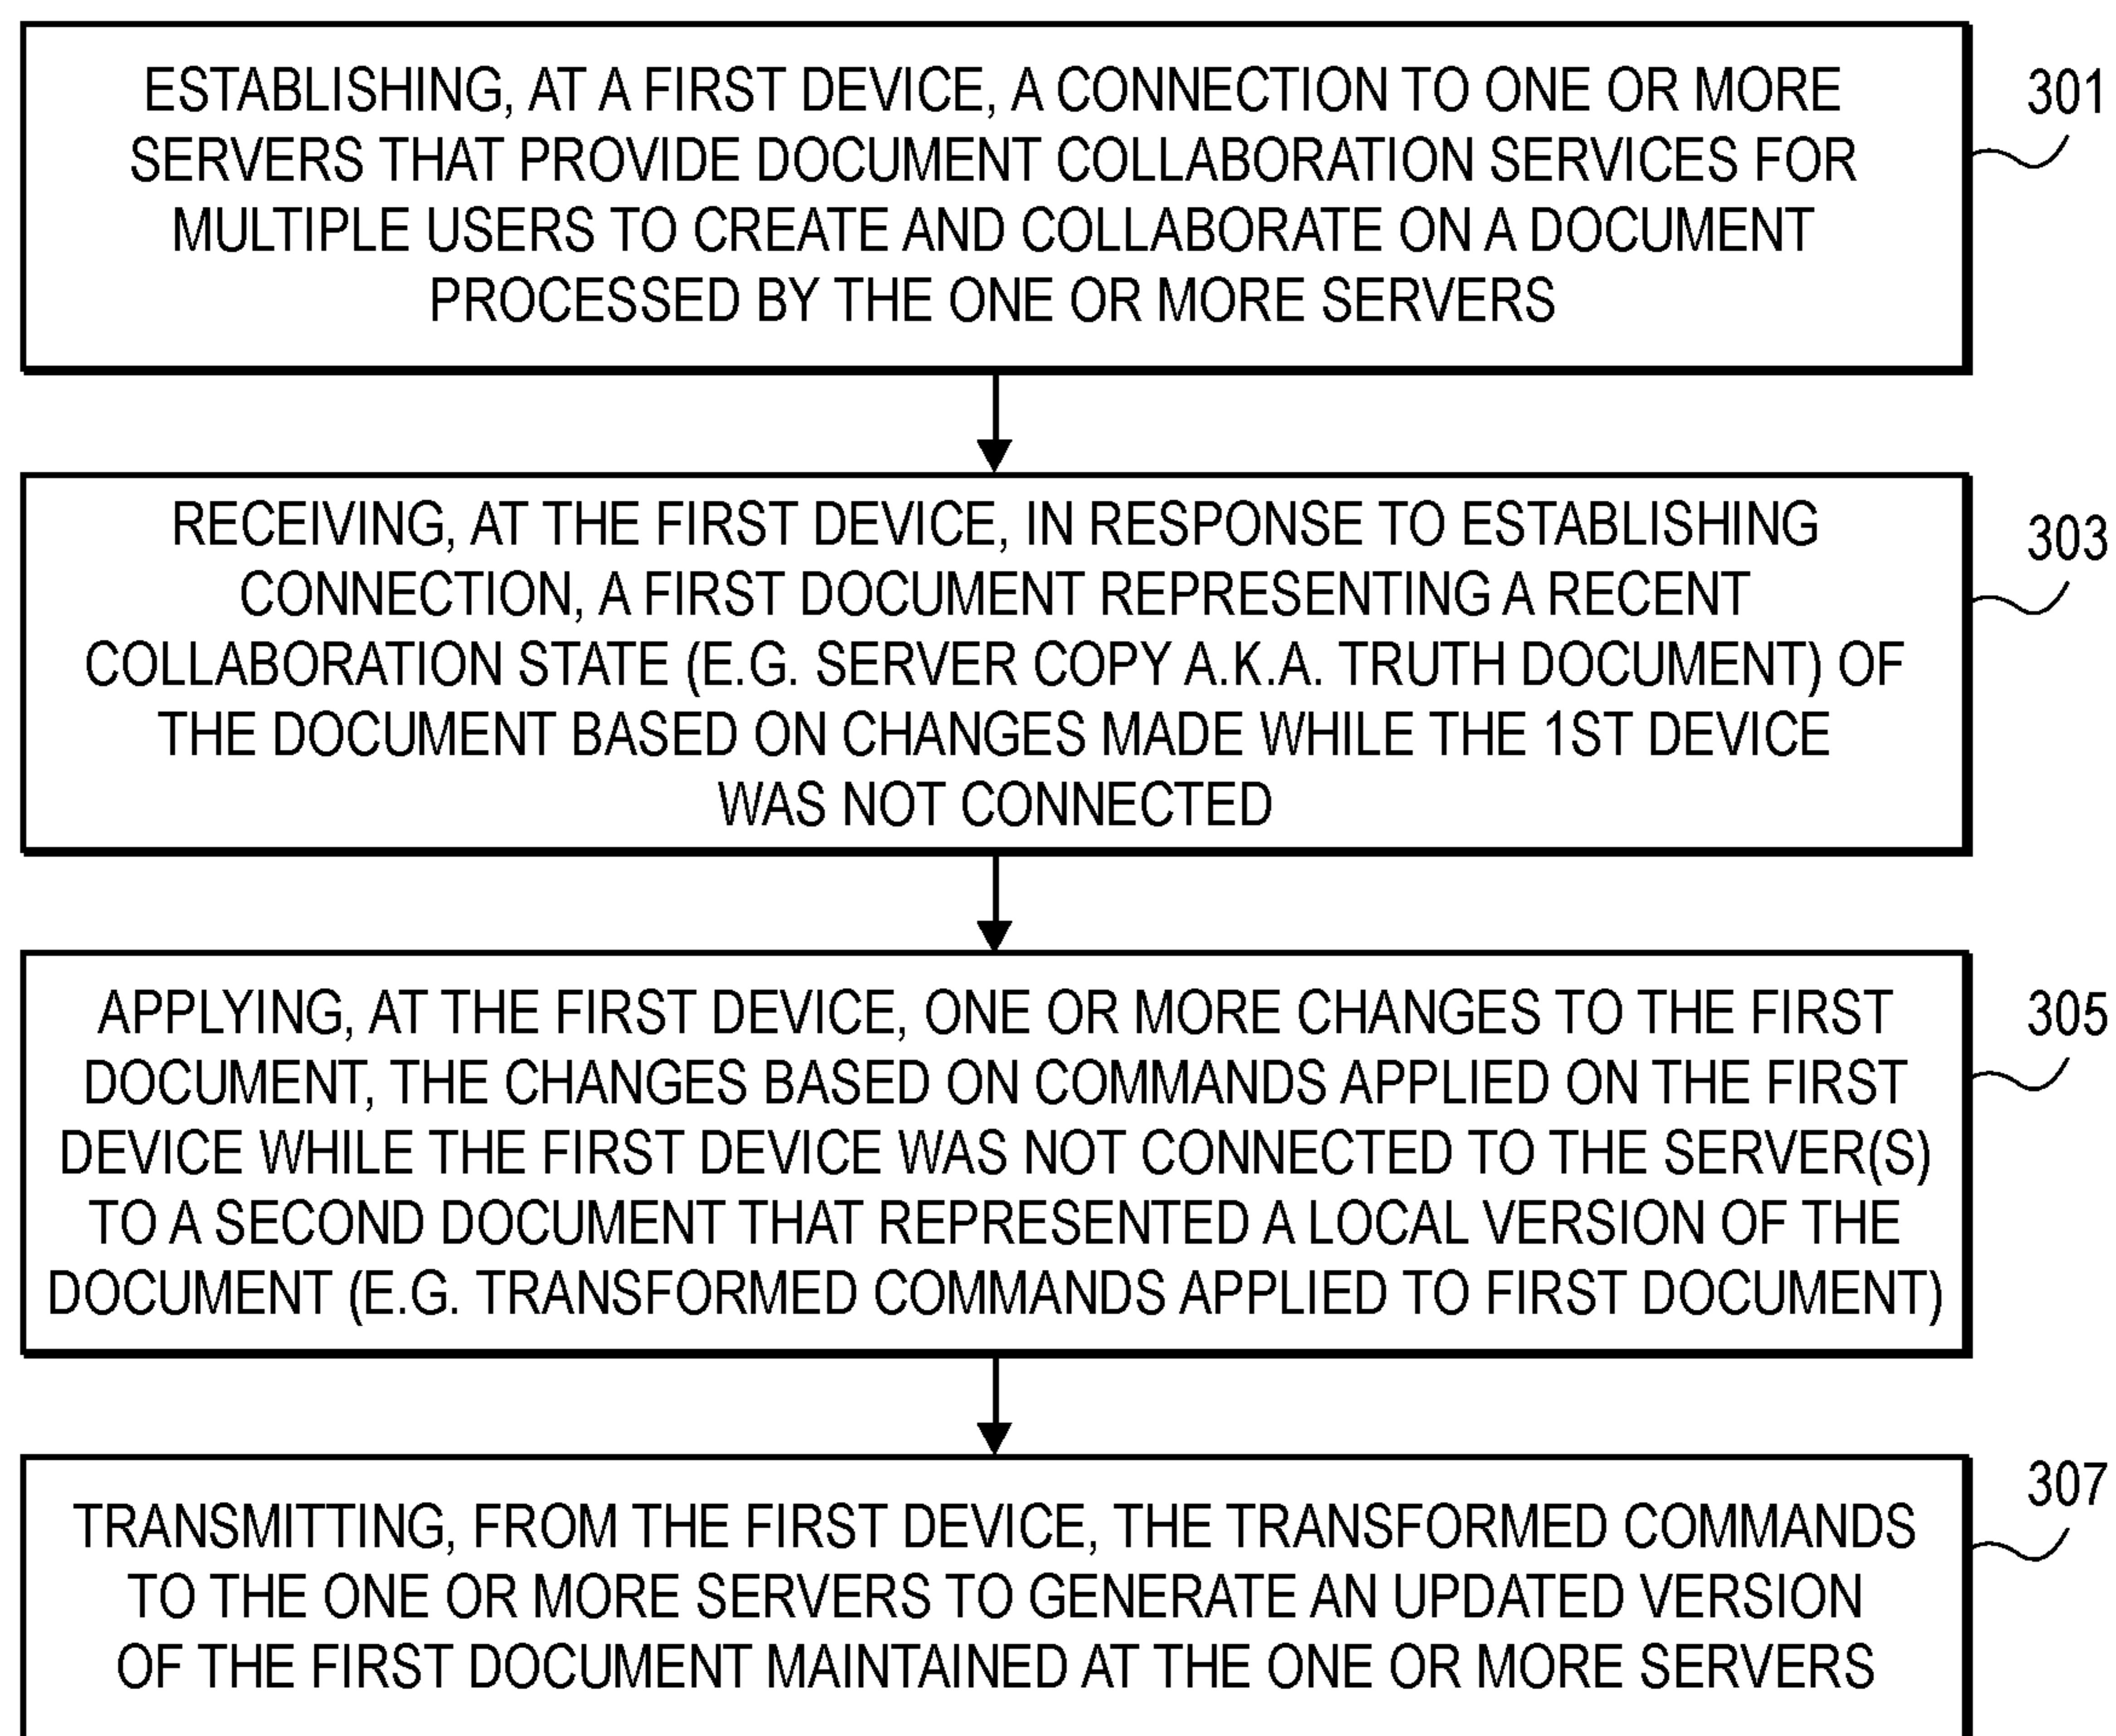 ESTABLISHING, AT A FIRST DEVICE, A CONNECTION TO ONE OR MORE
SERVERS THAT PROVIDE DOCUMENT COLLABORATION SERVICES FOR
MULTIPLE USERS TO CREATE AND COLLABORATE ON A DOCUMENT
PROCESSED BY THE ONE OR MORE SERVERS
301
RECEIVING, AT THE FIRST DEVICE, IN RESPONSE TO ESTABLISHING
CONNECTION, A FIRST DOCUMENT REPRESENTING A RECENT
COLLABORATION STATE (E.G. SERVER COPY A.K.A. TRUTH DOCUMENT) OF
THE DOCUMENT BASED ON CHANGES MADE WHILE THE 1ST DEVICE
WAS NOT CONNECTED
303
APPLYING, AT THE FIRST DEVICE, ONE OR MORE CHANGES TO THE FIRST
DOCUMENT, THE CHANGES BASED ON COMMANDS APPLIED ON THE FIRST
DEVICE WHILE THE FIRST DEVICE WAS NOT CONNECTED TO THE SERVER(S)
TO A SECOND DOCUMENT THAT REPRESENTED A LOCAL VERSION OF THE
DOCUMENT (E.G. TRANSFORMED COMMANDS APPLIED TO FIRST DOCUMENT)
305
TRANSMITTING, FROM THE FIRST DEVICE, THE TRANSFORMED COMMANDS
TO THE ONE OR MORE SERVERS TO GENERATE AN UPDATED VERSION
OF THE FIRST DOCUMENT MAINTAINED AT THE ONE OR MORE SERVERS
307